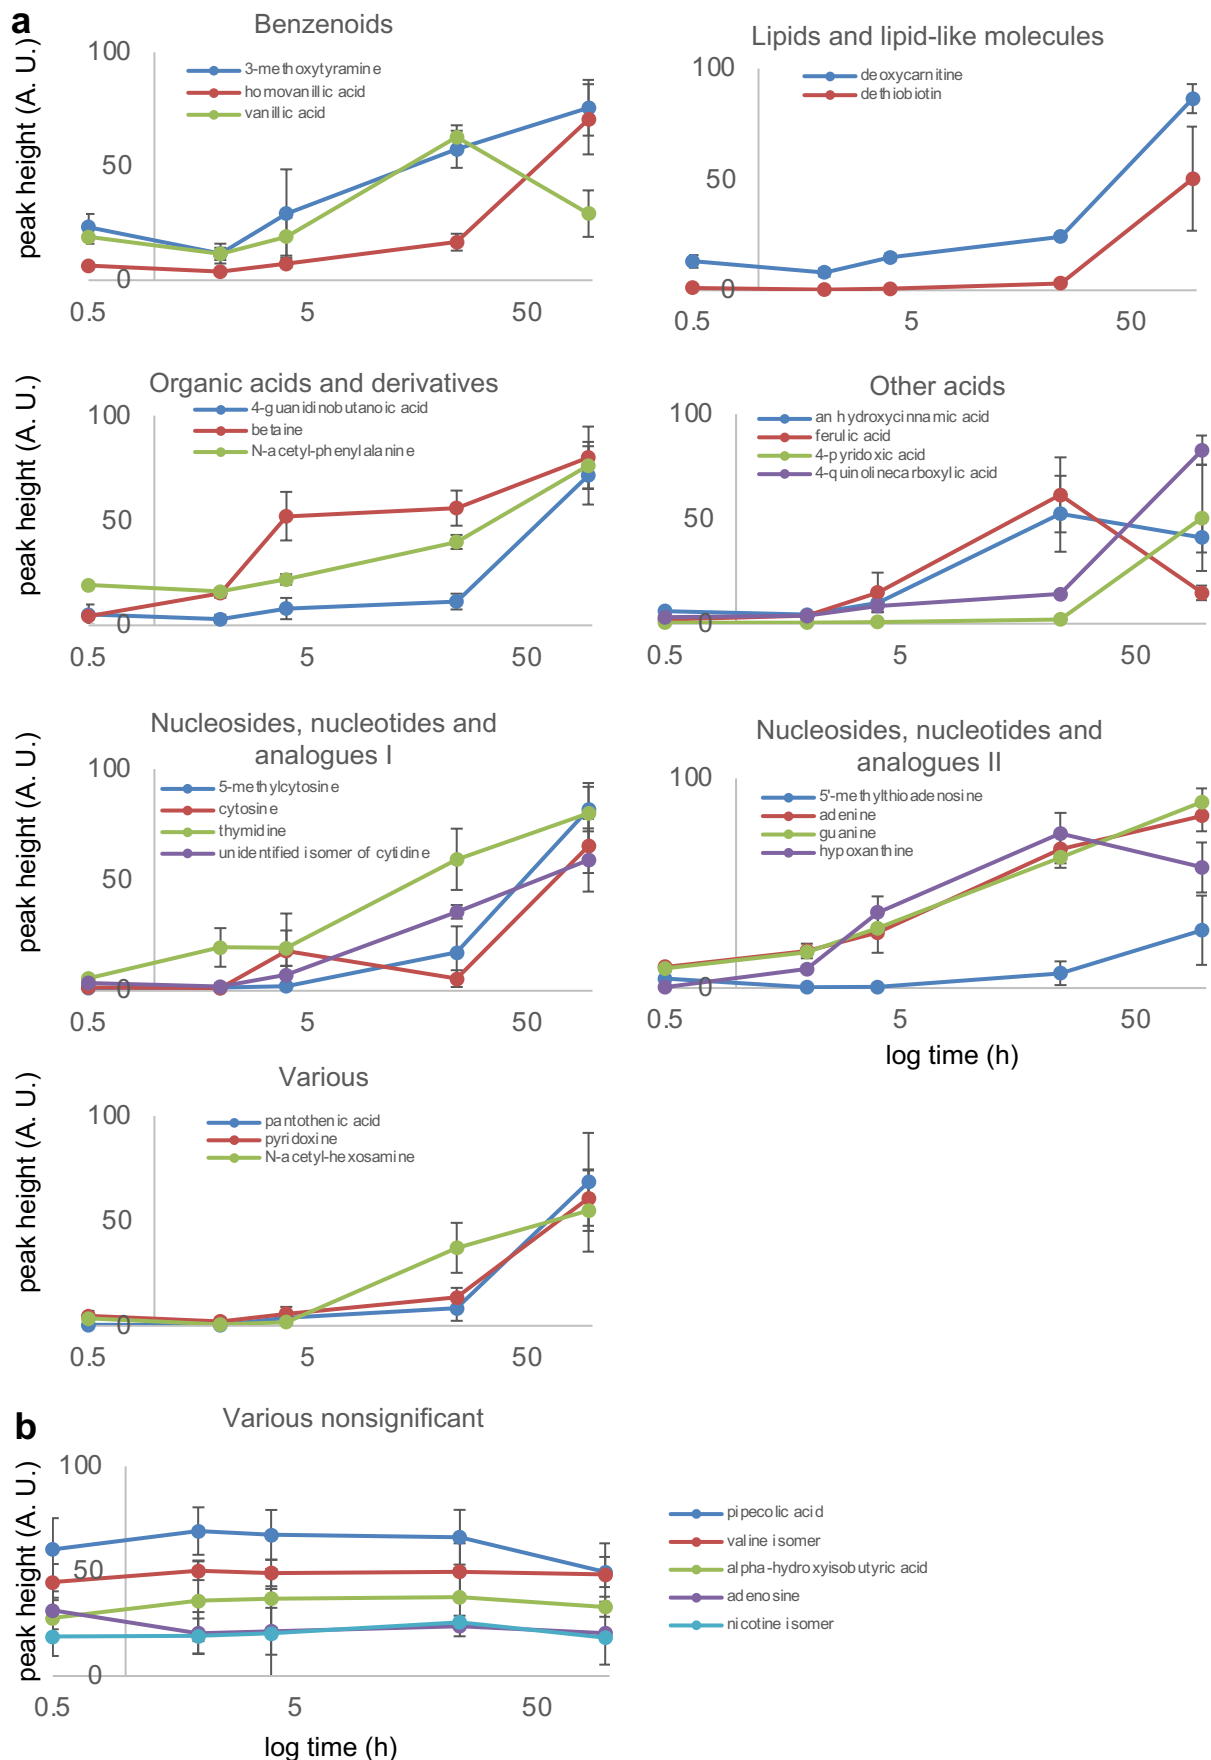 a
Benzenoids
peak height (A. U.)
100
50
0
3-methoxytyramine
homovanillic acid
vanillic acid
0.5 5 50
Lipids and lipid-like molecules
100
50
0
deoxycarnitine
dethiobiotin
0.5 5 50
Organic acids and derivatives
peak height (A. U.)
100
50
0
4-guanidinobutanoic acid
betaine
N-acetyl-phenylalanine
0.5 5 50
Other acids
100
50
0
an hydroxycinnamic acid
ferulic acid
4-pyridoxic acid
4-quinolinecarboxylic acid
0.5 5 50
Nucleosides, nucleotides and
analogues I
peak height (A. U.)
100
50
0
5-methylcytosine
cytosine
thymidine
unidentified isomer of cytidine
0.5 5 50
Nucleosides, nucleotides and
analogues II
100
0
5'-methylthioadenosine
adenine
guanine
hypoxanthine
0.5 5 50
log time (h)
Various
peak height (A. U.)
100
50
0
pantothenic acid
pyridoxine
N-acetyl-hexosamine
0.5 5 50
b
Various nonsignificant
peak height (A. U.)
100
50
0
0.5 5 50
log time (h)
pipecolic acid
valine isomer
alpha-hydroxyisobutyric acid
adenosine
nicotine isomer